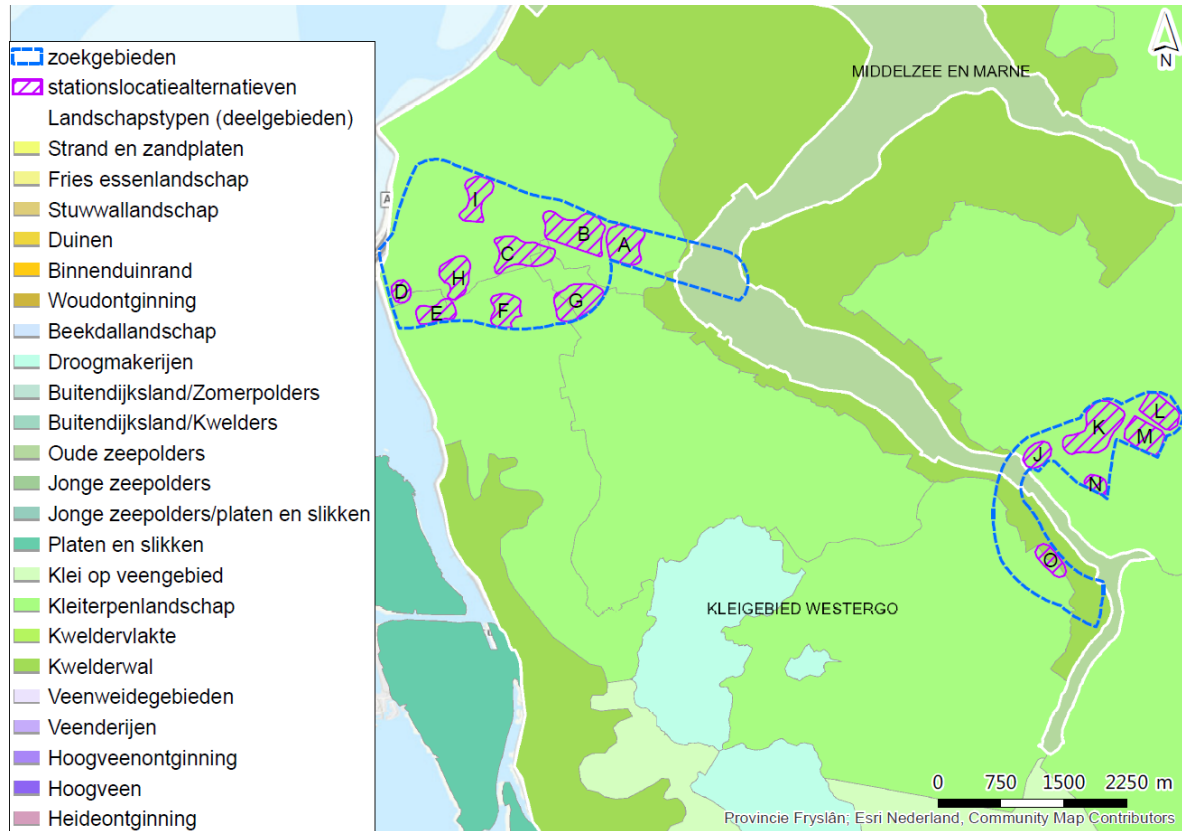 zoekgebieden
stationslocatiealternatieven
Landschapstypen (deelgebieden)
Strand en zandplaten
Fries essenlandschap
Stuwwallandschap
Duinen
Binnenduinrand
Woudontginning
Beekdallandschap
Droogmakerijen
Buitendijksland/Zomerpolders
Buitendijksland/Kwelders
Oude zeepolders
Jonge zeepolders
Jonge zeepolders/platen en slikken
Platen en slikken
Klei op veengebied
Kleiterpenlandschap
Kweldervlakte
Kwelderwal
Veenweidegebieden
Veenderijen
Hoogveenontginning
Hoogveen
Heideontginning
N
MIDDELZEE EN MARNE
A
I
B
A
C
H
D
E
F
G
L
K
M
J
N
O
KLEIGEBIED WESTERGO
0 750 1500 2250 m
Provincie Fryslân; Esri Nederland, Community Map Contributors